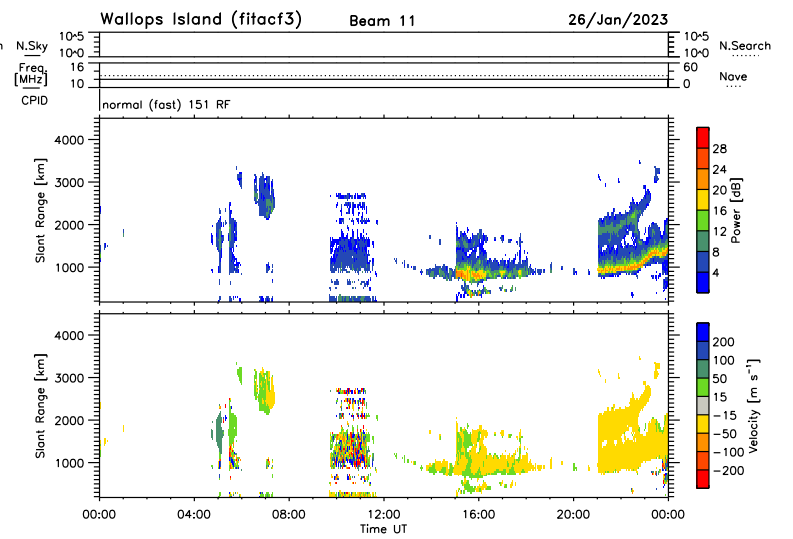 Wallops Island (fitacf3) Beam 11 26/Jan/2023
n N.Sky 10^5 10^0 10^5 10^0 N.Search
Freq. [MHz] 16 10 60 0 Nave
CPID normal (fast) 151 RF
Slant Range [km]
4000
3000
2000
1000
28
24
20
16
12
8
4
Power [dB]
Slant Range [km]
4000
3000
2000
1000
200
100
50
15
−15
−50
−100
−200
Velocity [m s⁻¹]
00:00 04:00 08:00 12:00 16:00 20:00 00:00
Time UT